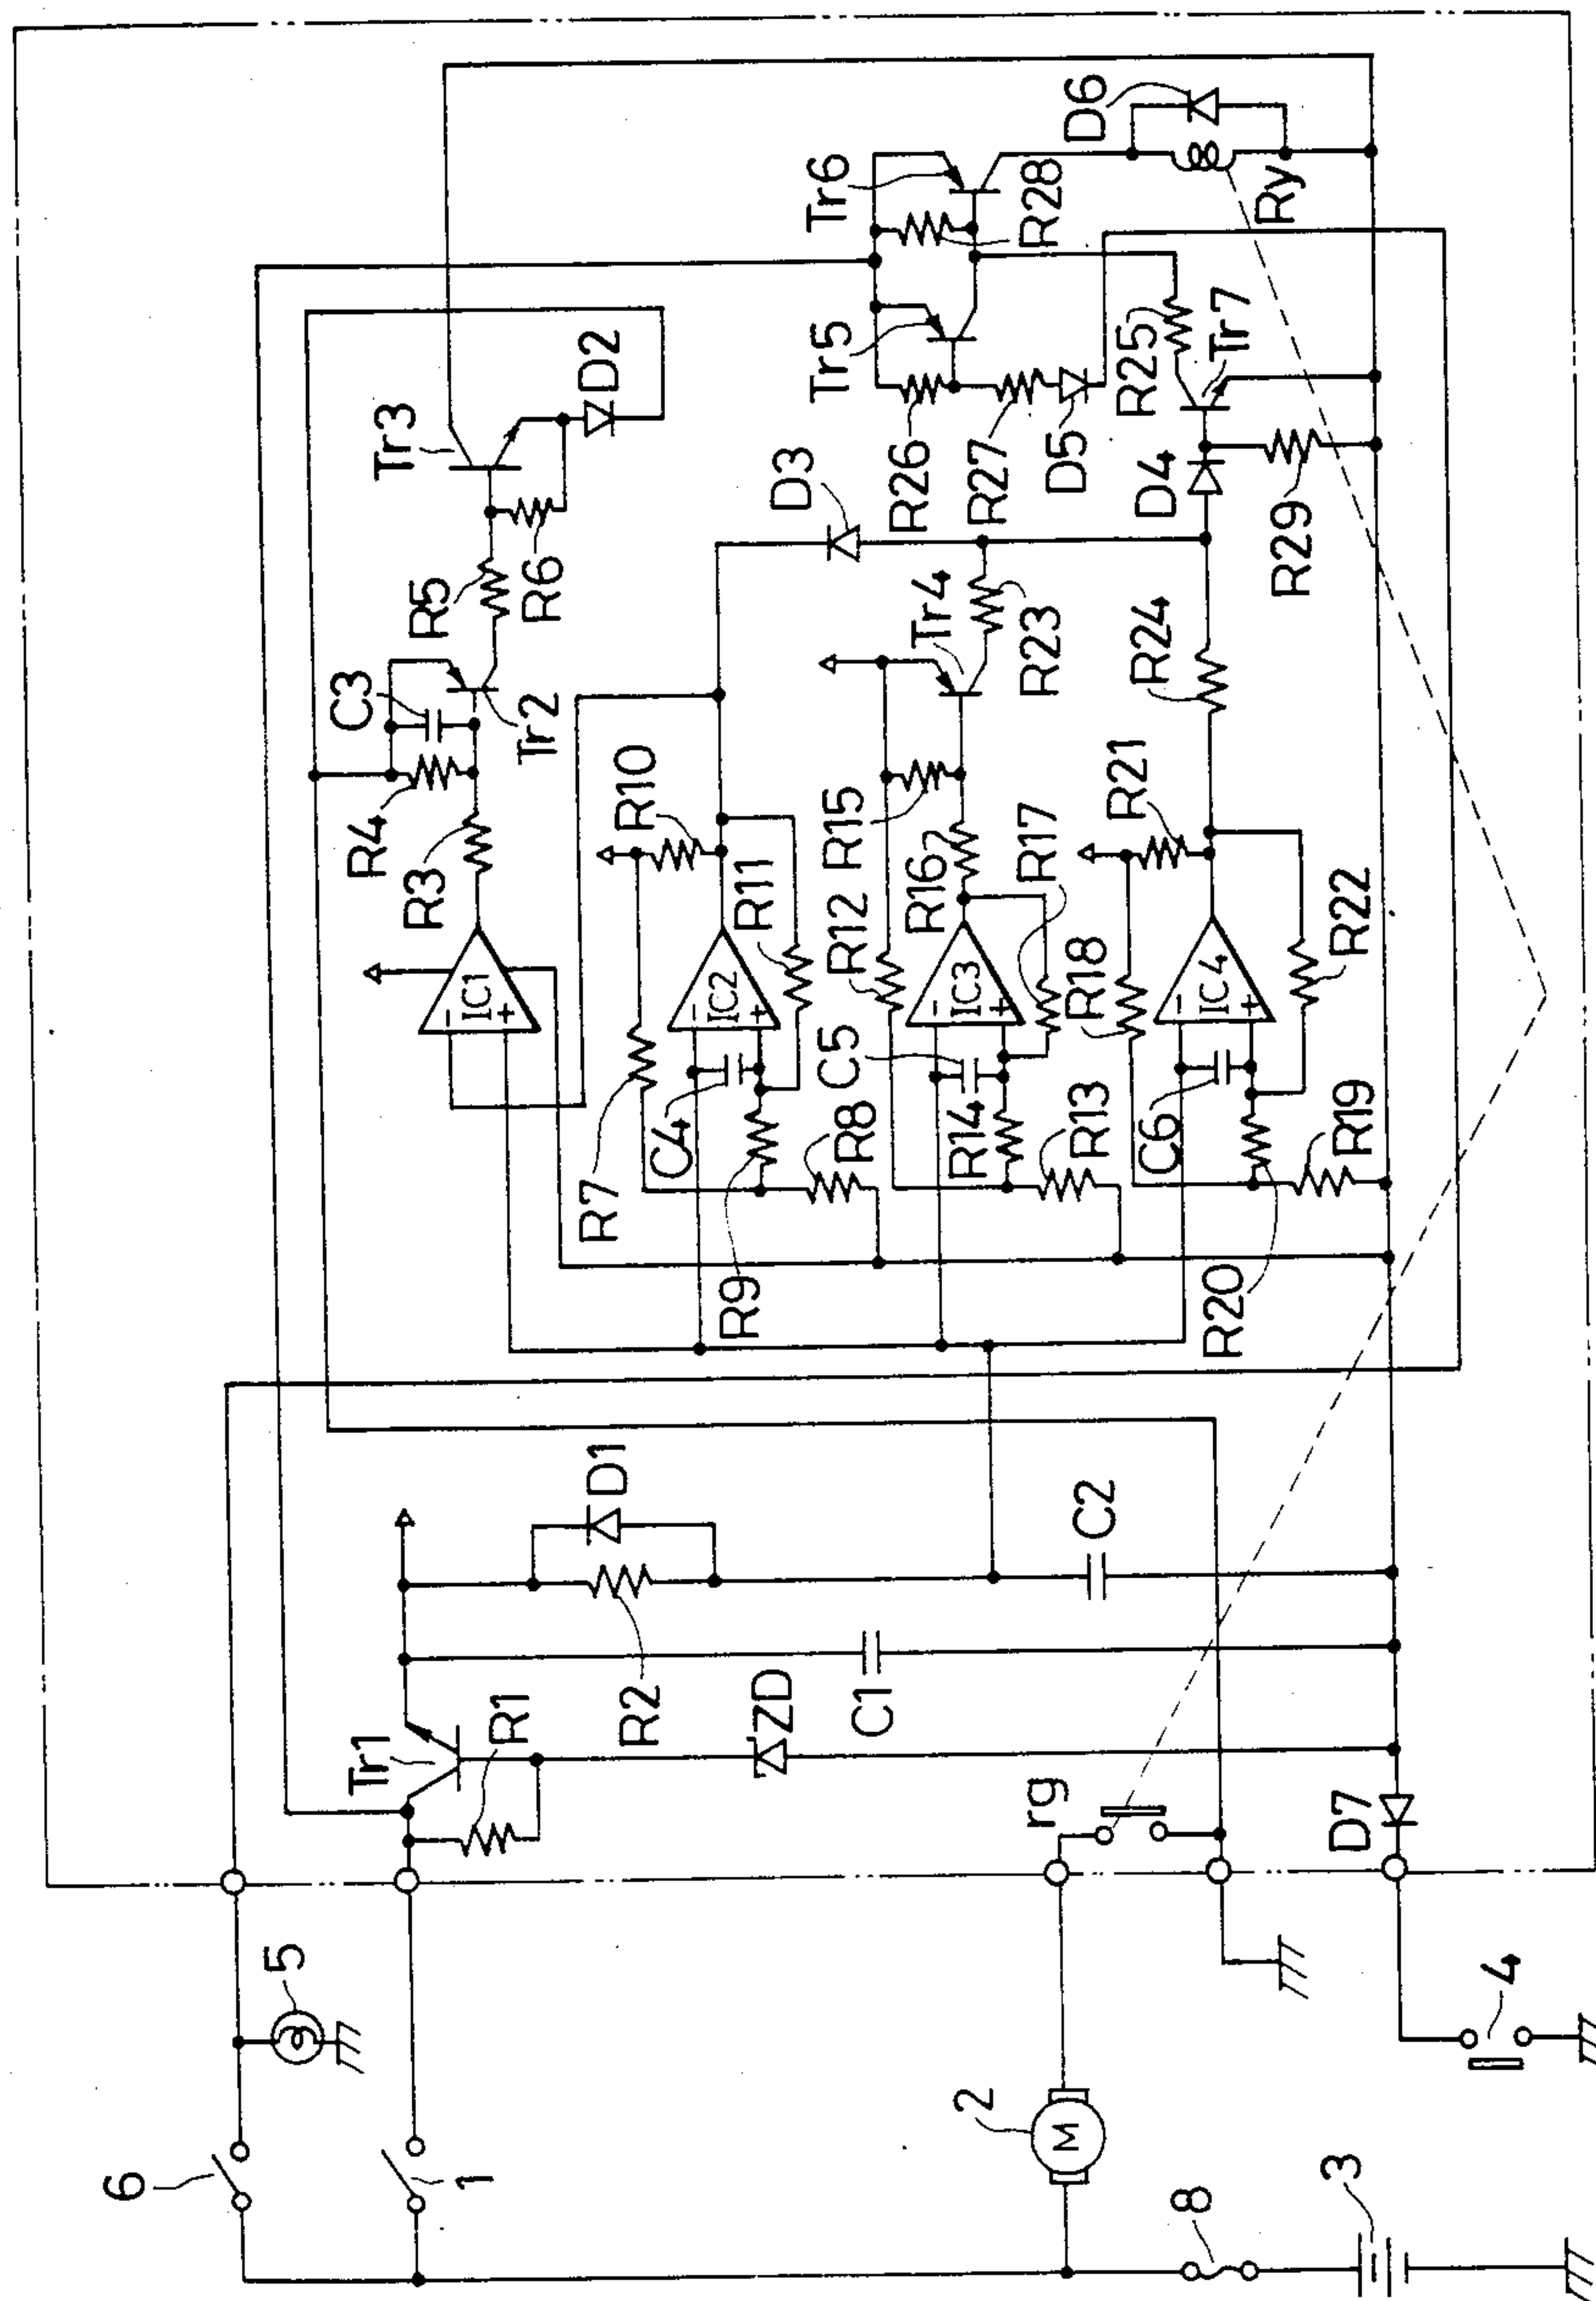 6
1
5
2
M
8
3
4
Tr1
R1
R2
D1
ZD
C1
C2
rg
D7
R3
R4
C3
Tr2
R5
R6
Tr3
D2
IC1
-
+
R7
R8
R9
C4
IC2
-
+
R10
R11
R12
R13
R14
C5
IC3
-
+
R15
R16
R17
Tr4
R23
D3
R18
R19
R20
C6
IC4
-
+
R21
R22
R24
D4
R29
Tr7
R25
D5
R27
R26
Tr5
Tr6
R28
D6
Ry